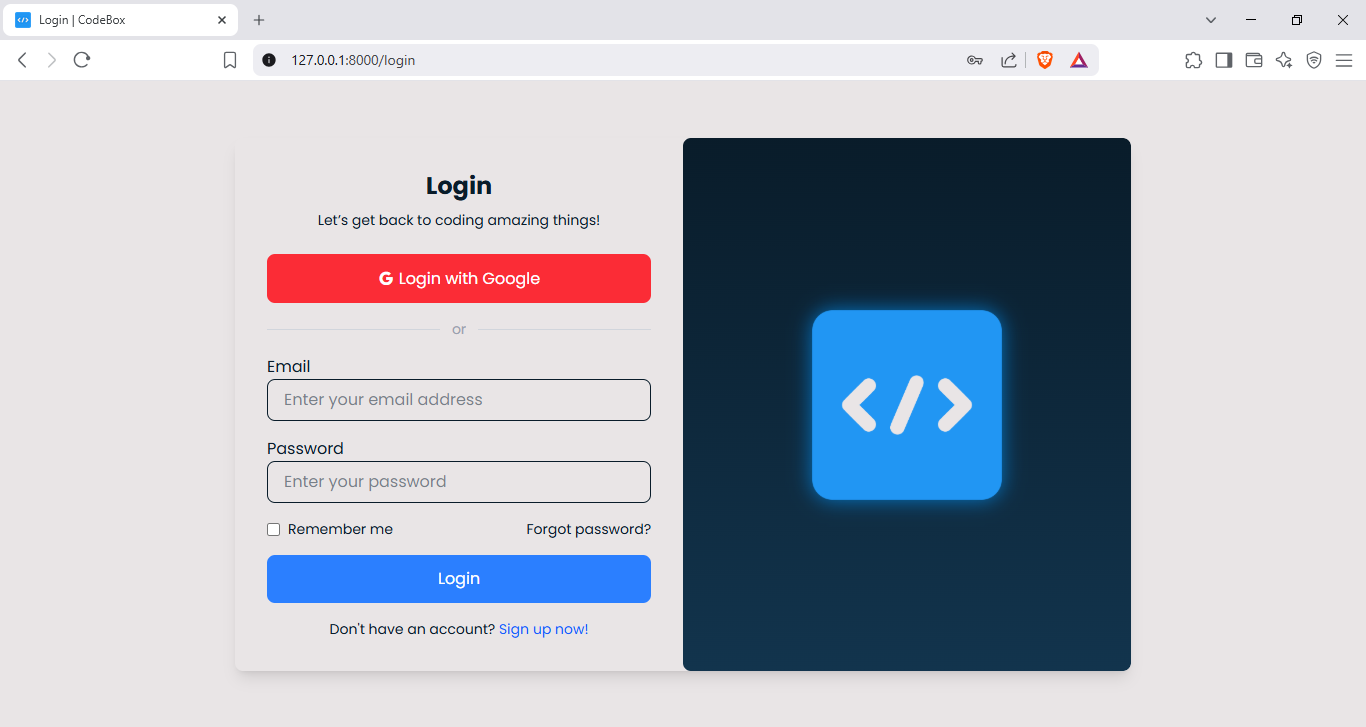 Login | CodeBox
127.0.0.1:8000/login
Login
Let's get back to coding amazing things!
G Login with Google
or
Email
Enter your email address
Password
Enter your password
Remember me Forgot password?
Login
Don't have an account? Sign up now!